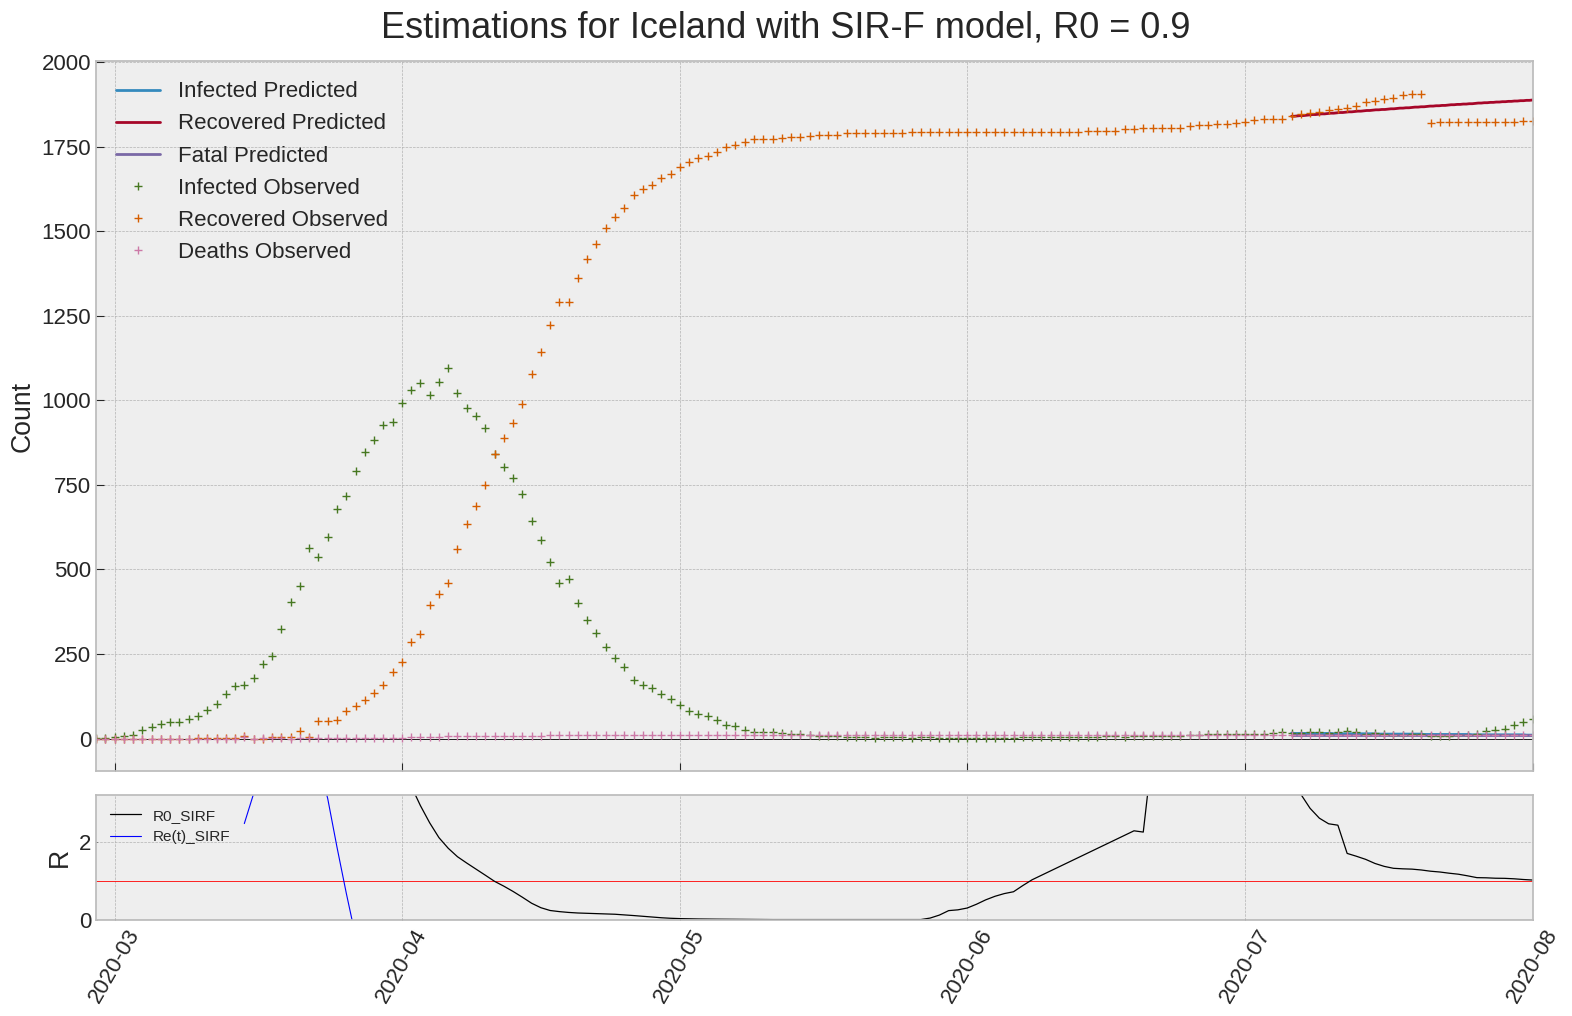 Estimations for Iceland with SIR-F model, R0 = 0.9
2000
1750
1500
1250
1000
750
500
250
0
Count
Infected Predicted
Recovered Predicted
Fatal Predicted
Infected Observed
Recovered Observed
Deaths Observed
R0_SIRF
Re(t)_SIRF
2
0
R
2020-03
2020-04
2020-05
2020-06
2020-07
2020-08